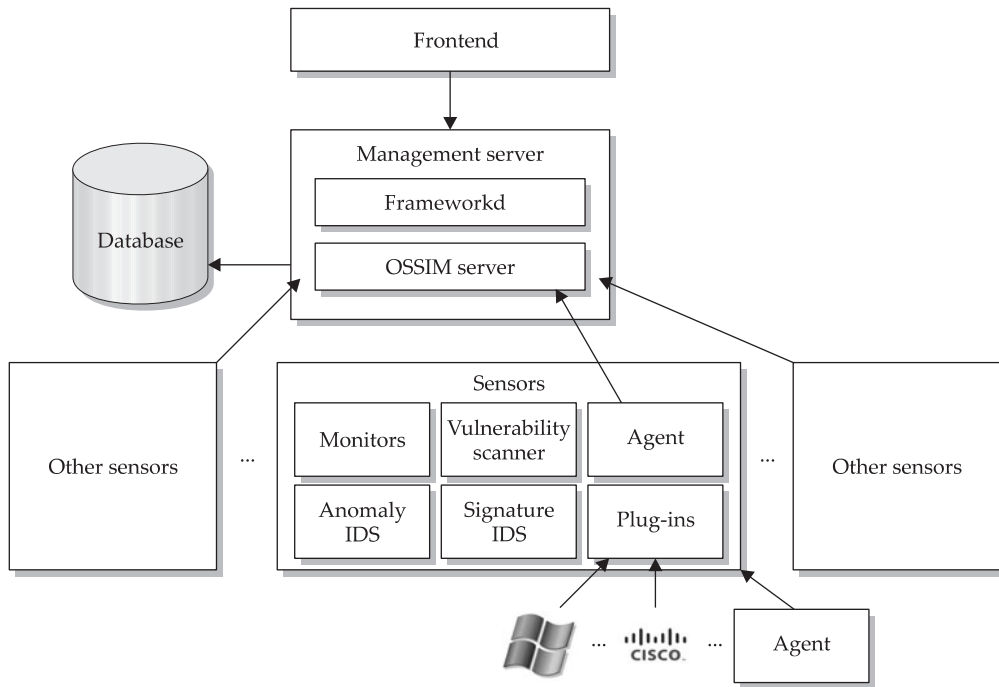 Frontend
Management server
Frameworkd
Database
OSSIM server
Sensors
Other sensors
...
Monitors
Vulnerability
scanner
Agent
...
Other sensors
Anomaly
IDS
Signature
IDS
Plug-ins
...
CISCO
...
Agent